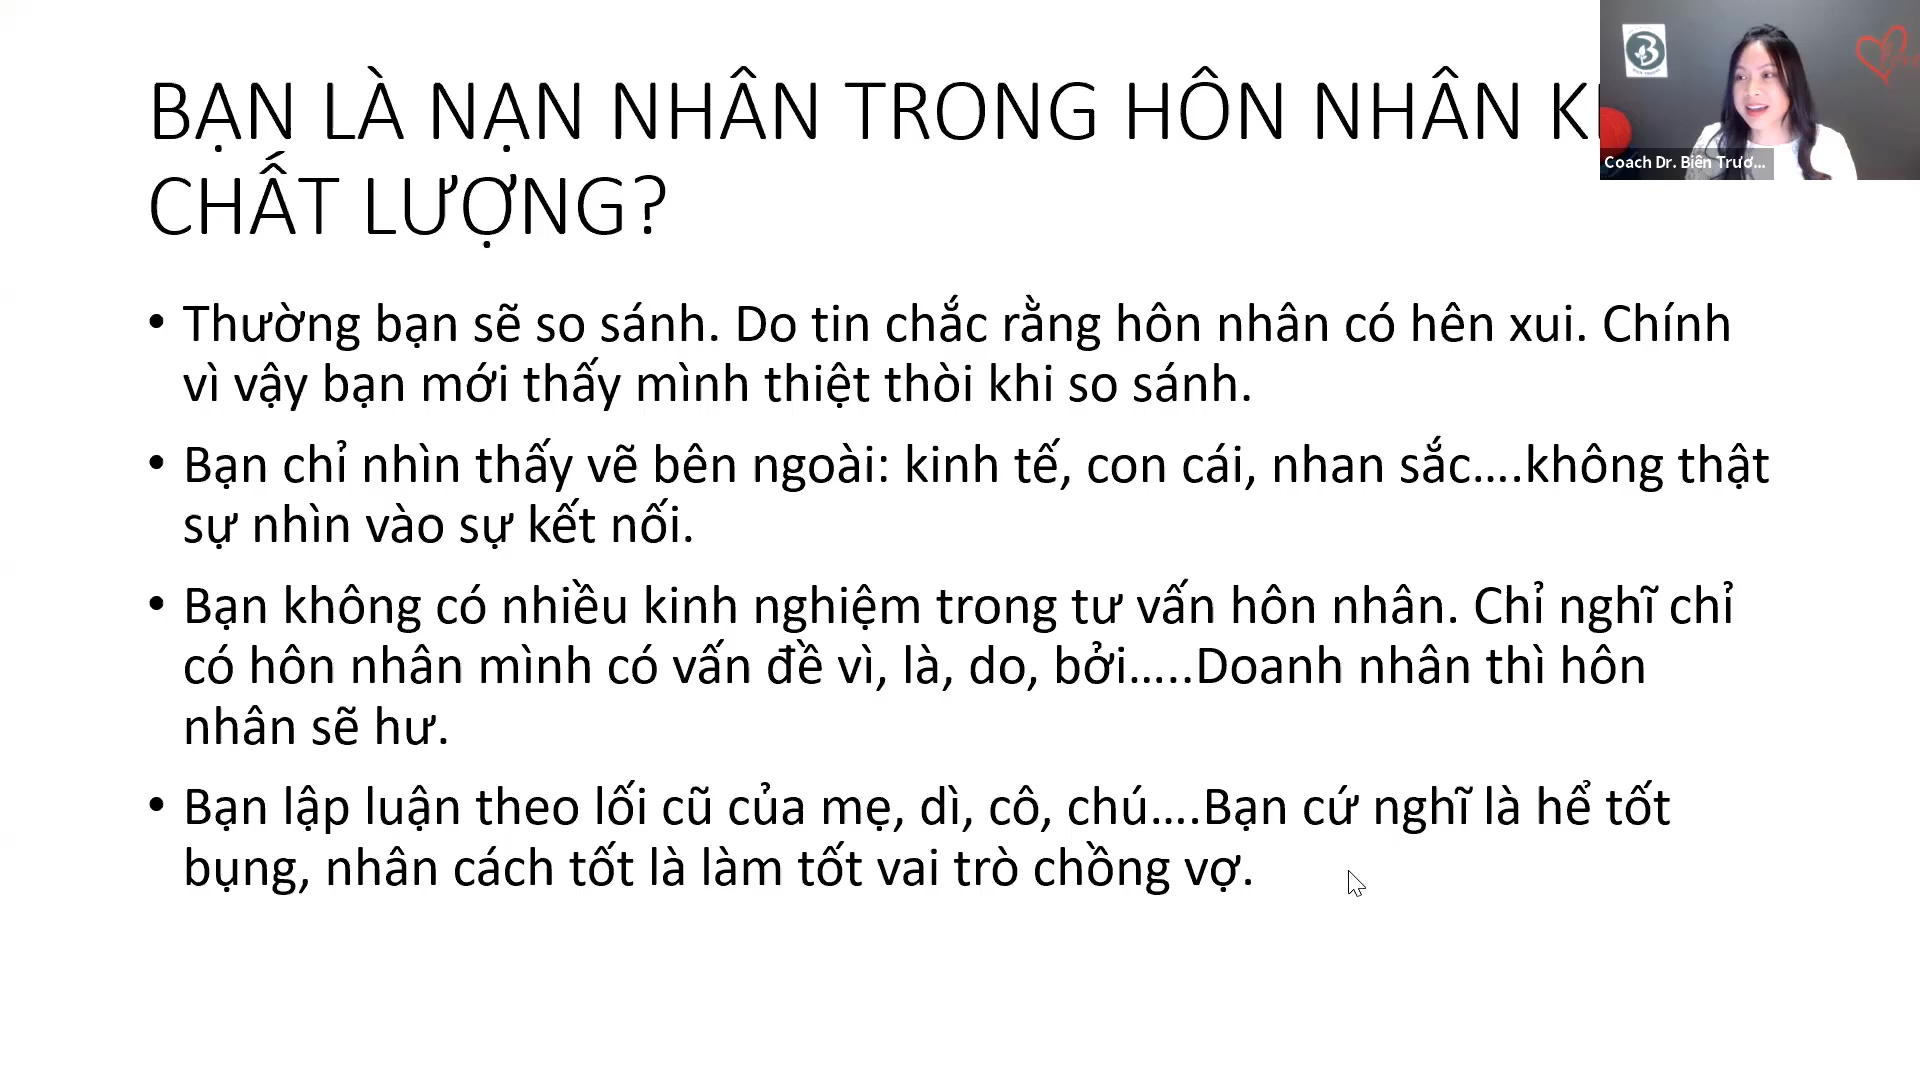 BẠN LÀ NẠN NHÂN TRONG HÔN NHÂN
CHẤT LƯỢNG?
• Thường bạn sẽ so sánh. Do tin chắc rằng hôn nhân có hên xui. Chính
vì vậy bạn mới thấy mình thiệt thòi khi so sánh.
• Bạn chỉ nhìn thấy vẽ bên ngoài: kinh tế, con cái, nhan sắc....không thật
sự nhìn vào sự kết nối.
• Bạn không có nhiều kinh nghiệm trong tư vấn hôn nhân. Chỉ nghĩ chỉ
có hôn nhân mình có vấn đề vì, là, do, bởi.....Doanh nhân thì hôn
nhân sẽ hư.
• Bạn lập luận theo lối cũ của mẹ, dì, cô, chú....Bạn cứ nghĩ là hể tốt
bụng, nhân cách tốt là làm tốt vai trò chồng vợ.
Coach Dr. Biên Trươ...